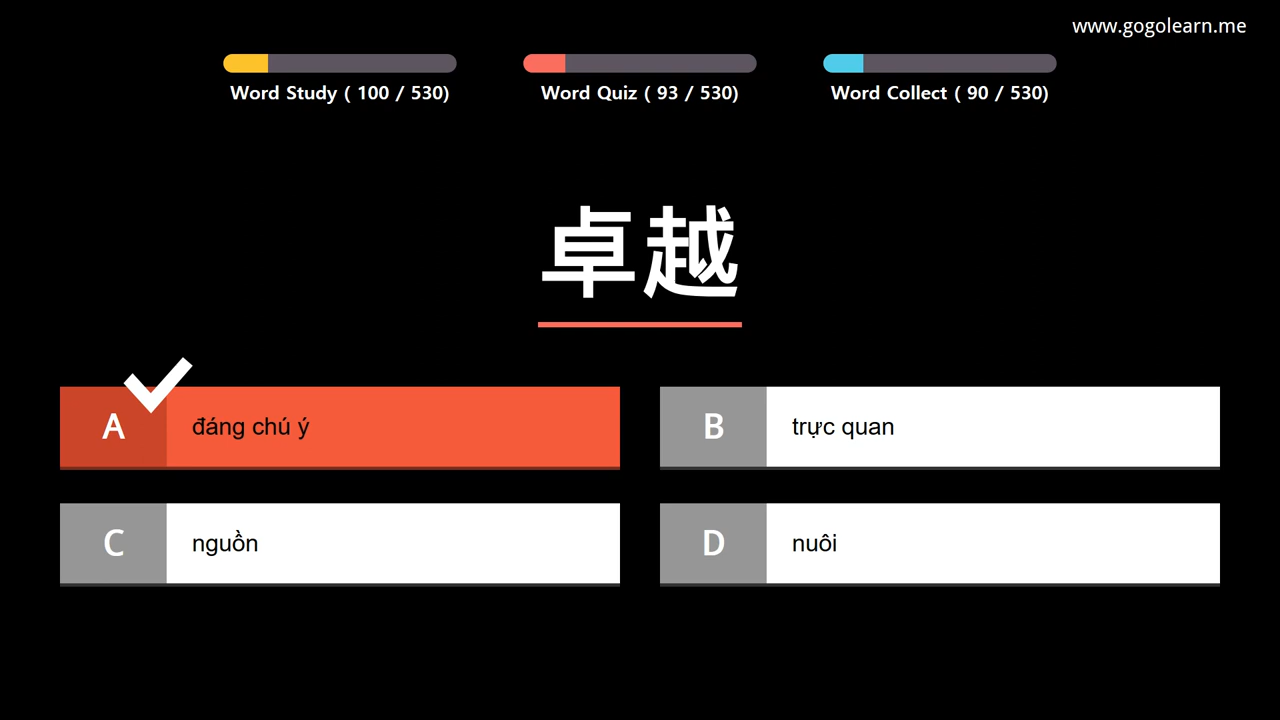 www.gogolearn.me
Word Study ( 100 / 530)
Word Quiz ( 93 / 530)
Word Collect ( 90 / 530)
卓越
A đáng chú ý
B trực quan
C nguồn
D nuôi